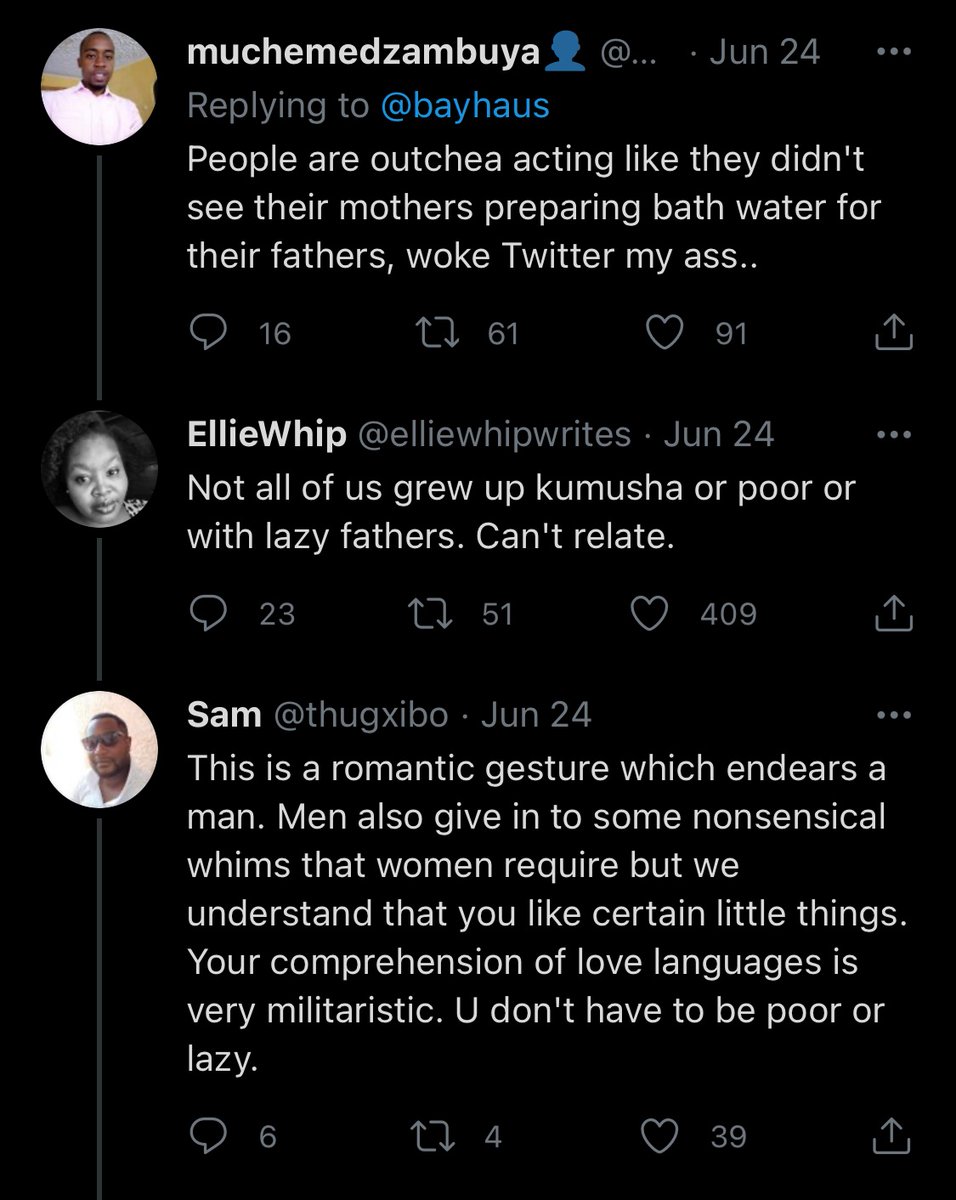 muchemedzambuya👤 @... · Jun 24
Replying to @bayhaus
People are outchea acting like they didn't
see their mothers preparing bath water for
their fathers, woke Twitter my ass..
16 61 91
EllieWhip @elliewhipwrites · Jun 24
Not all of us grew up kumusha or poor or
with lazy fathers. Can't relate.
23 51 409
Sam @thugxibo · Jun 24
This is a romantic gesture which endears a
man. Men also give in to some nonsensical
whims that women require but we
understand that you like certain little things.
Your comprehension of love languages is
very militaristic. U don't have to be poor or
lazy.
6 4 39